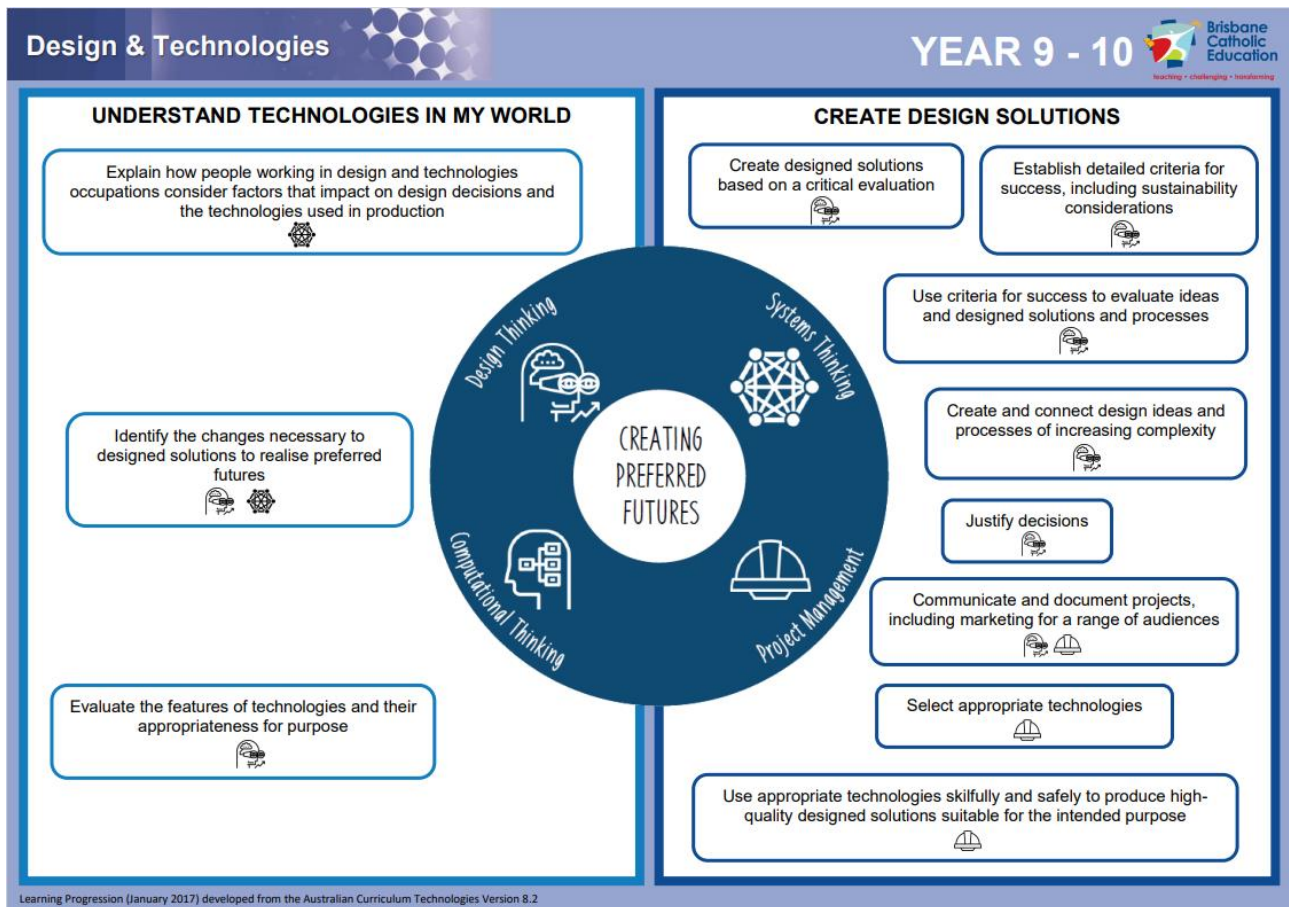 Design & Technologies
YEAR 9 - 10
Brisbane
Catholic
Education
teaching • challenging • transforming
UNDERSTAND TECHNOLOGIES IN MY WORLD
Explain how people working in design and technologies
occupations consider factors that impact on design decisions and
the technologies used in production
Identify the changes necessary to
designed solutions to realise preferred
futures
Evaluate the features of technologies and their
appropriateness for purpose
Design Thinking
Systems Thinking
CREATING
PREFERRED
FUTURES
Computational Thinking
Project Management
CREATE DESIGN SOLUTIONS
Create designed solutions
based on a critical evaluation
Establish detailed criteria for
success, including sustainability
considerations
Use criteria for success to evaluate ideas
and designed solutions and processes
Create and connect design ideas and
processes of increasing complexity
Justify decisions
Communicate and document projects,
including marketing for a range of audiences
Select appropriate technologies
Use appropriate technologies skilfully and safely to produce high-
quality designed solutions suitable for the intended purpose
Learning Progression (January 2017) developed from the Australian Curriculum Technologies Version 8.2